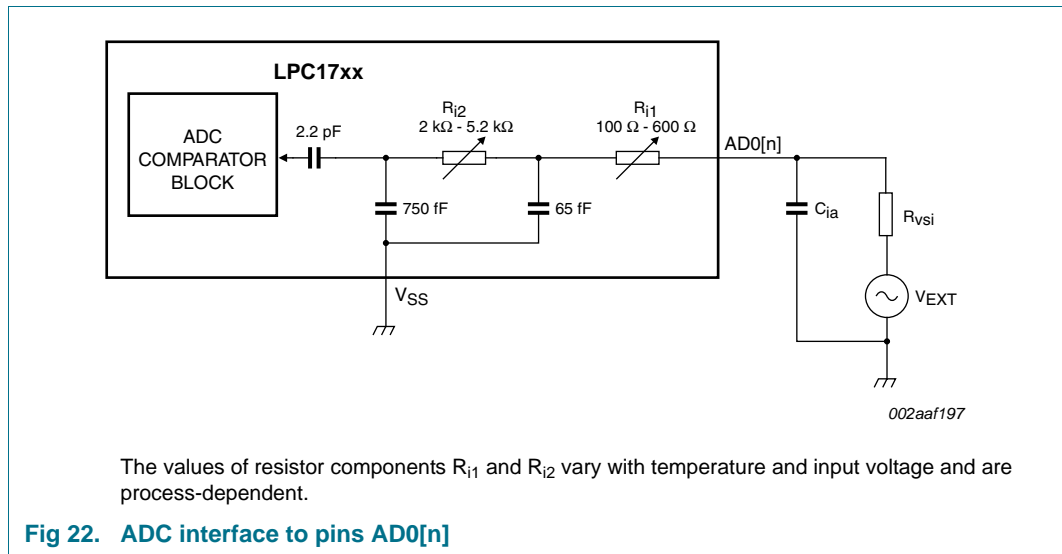 LPC17xx
ADC
COMPARATOR
BLOCK
2.2 pF
Ri2
2 kΩ - 5.2 kΩ
Ri1
100 Ω - 600 Ω
AD0[n]
750 fF
65 fF
Cia
Rvsi
VSS
VEXT
002aaf197
The values of resistor components Ri1 and Ri2 vary with temperature and input voltage and are
process-dependent.
Fig 22. ADC interface to pins AD0[n]